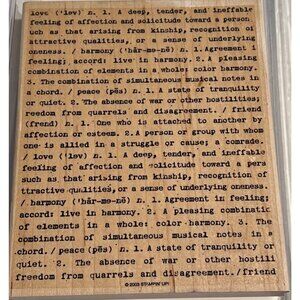 love ('ləv) n. 1. A deep, tender, and ineffable
feeling of affection and solicitude toward a person
such as that arising from kinship, recognition of
attractive qualities, or a sense of underlying
oneness. / harmony ('här-mə-nē) n. 1. Agreement i
feeling; accord: live in harmony. 2. A pleasing
combination of elements in a whole: color harmony.
3. The combination of simultaneous musical notes in
a chord. / peace (pēs) n. 1. A state of tranquility
or quiet. 2. The absence of war or other hostilities;
freedom from quarrels and disagreement. / friend
(frend) n. 1. One who is attached to another by
affection or esteem. 2. A person or group with whom
one is allied in a struggle or cause; a comrade.
/ love ('ləv) n. 1. A deep, tender, and ineffable
feeling of affection and solicitude toward a pers
such as that arising from kinship, recognition of
ttractive qualities, or a sense of underlying oneness.
/ harmony ('här-mə-nē) n. 1. Agreement in feeling;
accord: live in harmony. 2. A pleasing combinatio
of elements in a whole: color harmony. 3. The
combination of simultaneous musical notes in a
chord. / peace (pēs) n. 1. A state of tranquility or
quiet. 2. The absence of war or other hostili
freedom from quarrels and disagreement. / friend
© 2003 STAMPIN' UP!